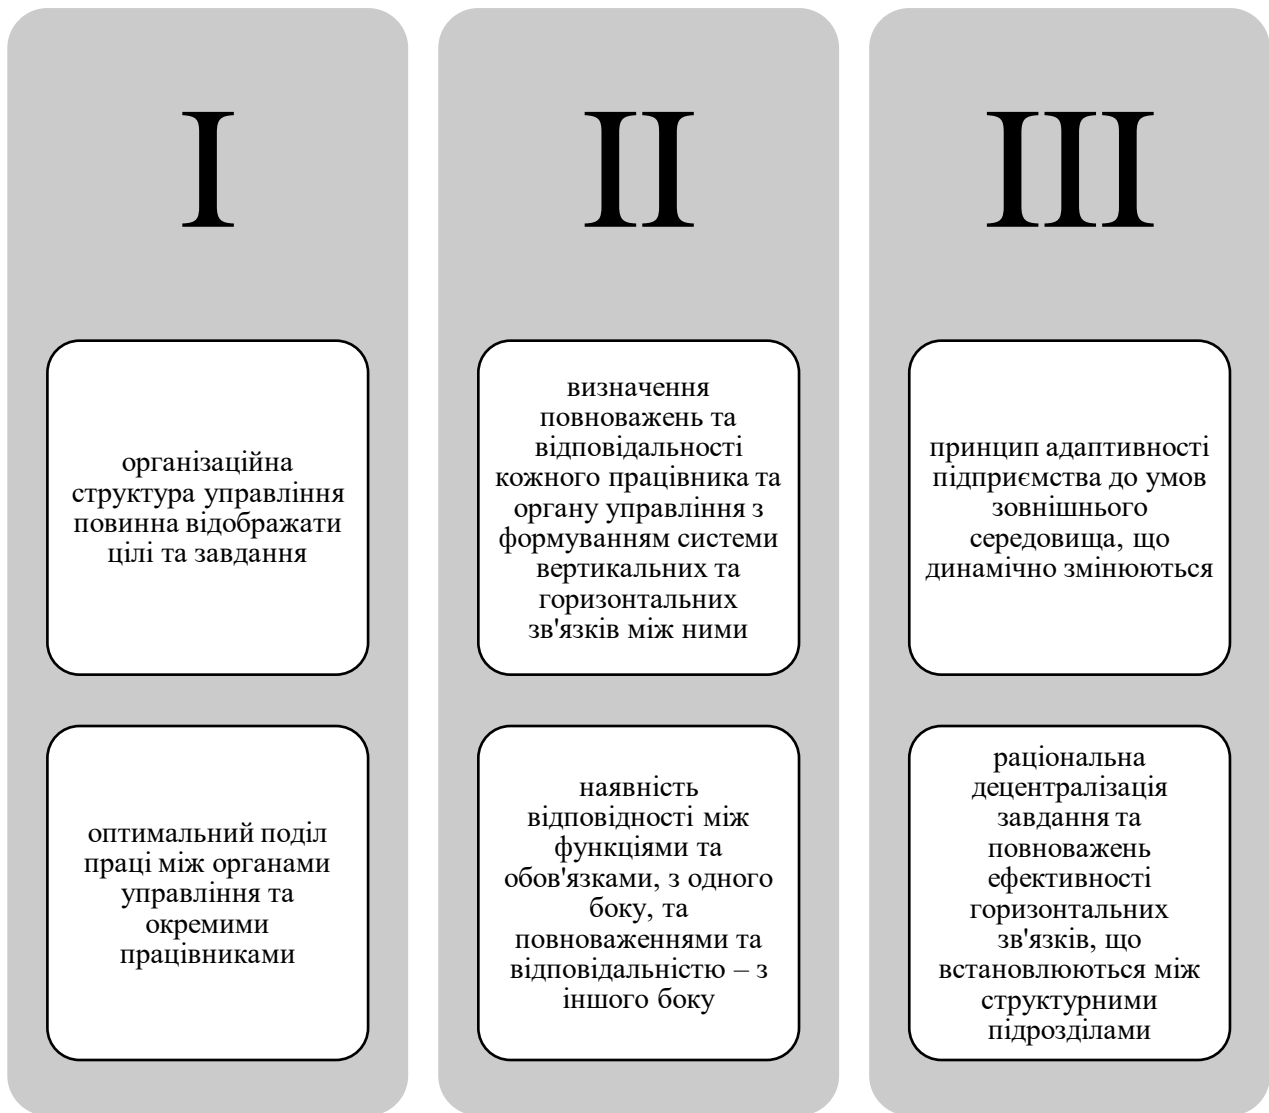 I
організаційна
структура управління
повинна відображати
цілі та завдання
оптимальний поділ
праці між органами
управління та
окремими
працівниками
II
визначення
повноважень та
відповідальності
кожного працівника та
органу управління з
формуванням системи
вертикальних та
горизонтальних
зв'язків між ними
наявність
відповідності між
функціями та
обов'язками, з одного
боку, та
повноваженнями та
відповідальністю – з
іншого боку
III
принцип адаптивності
підприємства до умов
зовнішнього
середовища, що
динамічно змінюються
раціональна
децентралізація
завдання та
повноважень
ефективності
горизонтальних
зв'язків, що
встановлюються між
структурними
підрозділами